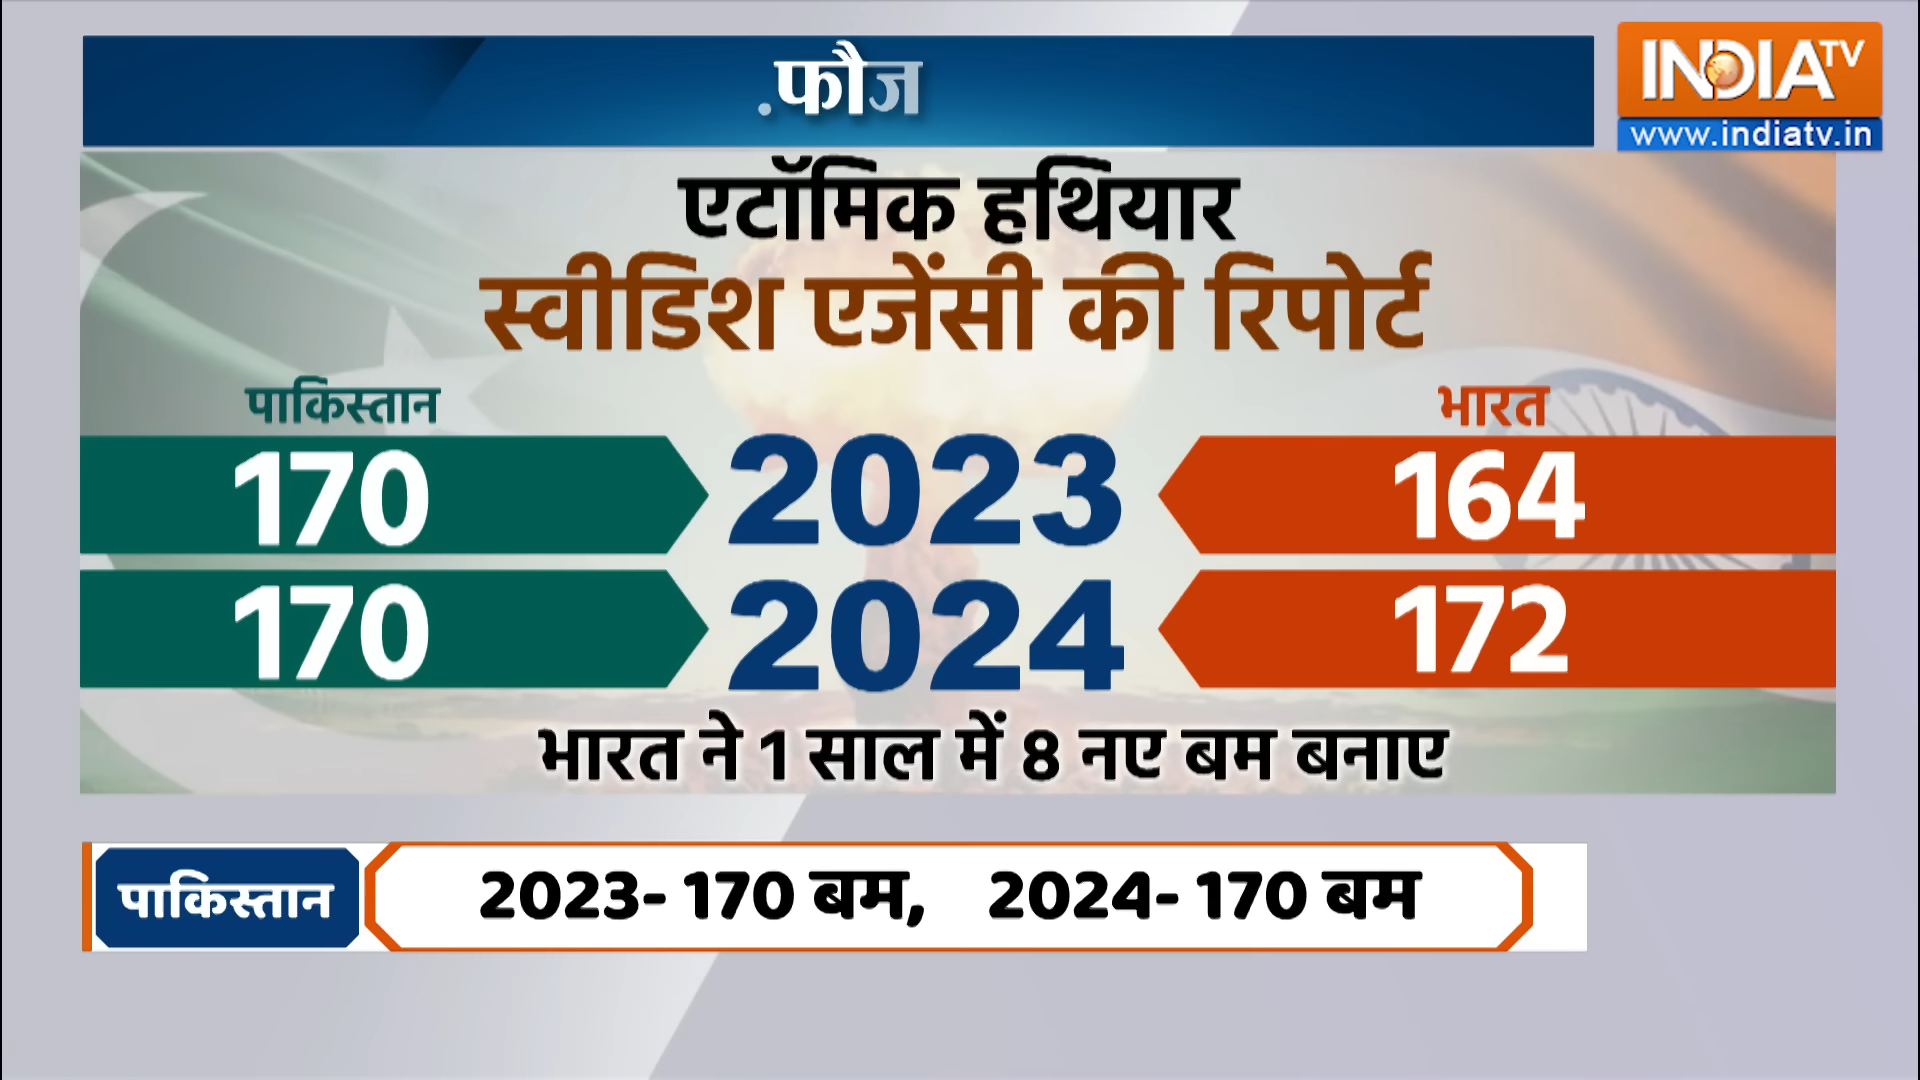 .फौज
INDIA TV
www.indiatv.in
एटॉमिक हथियार
स्वीडिश एजेंसी की रिपोर्ट
पाकिस्तान
भारत
170 2023 164
170 2024 172
भारत ने 1 साल में 8 नए बम बनाए
पाकिस्तान 2023- 170 बम, 2024- 170 बम